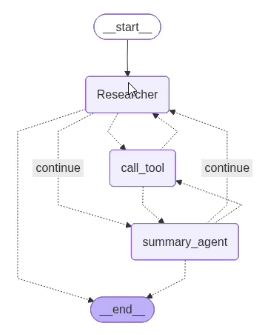 __start__
Researcher
call_tool
continue
continue
summary_agent
__end__